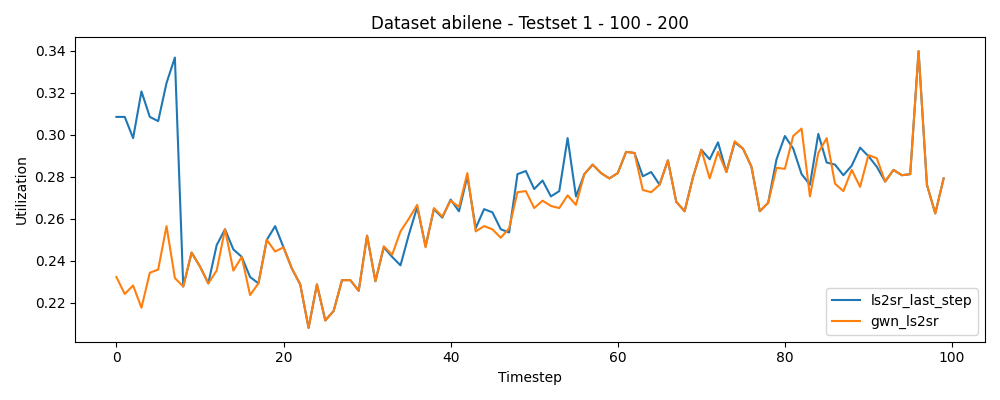 Dataset abilene - Testset 1 - 100 - 200
Utilization
0.34
0.32
0.30
0.28
0.26
0.24
0.22
0
20
40
60
80
100
Timestep
ls2sr_last_step
gwn_ls2sr